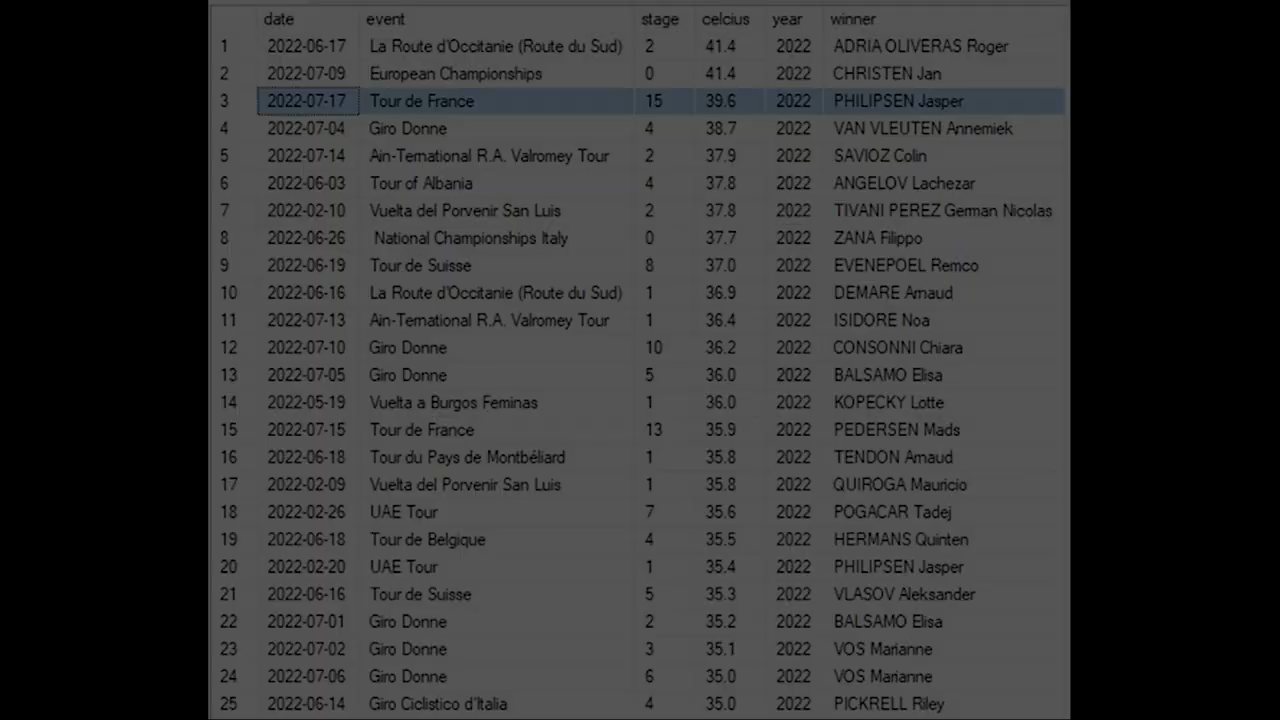 date event stage celcius year winner
1 2022-06-17 La Route d'Occitanie (Route du Sud) 2 41.4 2022 ADRIA OLIVERAS Roger
2 2022-07-09 European Championships 0 41.4 2022 CHRISTEN Jan
3 2022-07-17 Tour de France 15 39.6 2022 PHILIPSEN Jasper
4 2022-07-04 Giro Donne 4 38.7 2022 VAN VLEUTEN Annemiek
5 2022-07-14 Ain-Ternational R.A. Valromey Tour 2 37.9 2022 SAVIOZ Colin
6 2022-06-03 Tour of Albania 4 37.8 2022 ANGELOV Lachezar
7 2022-02-10 Vuelta del Porvenir San Luis 2 37.8 2022 TIVANI PEREZ German Nicolas
8 2022-06-26 National Championships Italy 0 37.7 2022 ZANA Filippo
9 2022-06-19 Tour de Suisse 8 37.0 2022 EVENEPOEL Remco
10 2022-06-16 La Route d'Occitanie (Route du Sud) 1 36.9 2022 DEMARE Arnaud
11 2022-07-13 Ain-Ternational R.A. Valromey Tour 1 36.4 2022 ISIDORE Noa
12 2022-07-10 Giro Donne 10 36.2 2022 CONSONNI Chiara
13 2022-07-05 Giro Donne 5 36.0 2022 BALSAMO Elisa
14 2022-05-19 Vuelta a Burgos Feminas 1 36.0 2022 KOPECKY Lotte
15 2022-07-15 Tour de France 13 35.9 2022 PEDERSEN Mads
16 2022-06-18 Tour du Pays de Montbéliard 1 35.8 2022 TENDON Arnaud
17 2022-02-09 Vuelta del Porvenir San Luis 1 35.8 2022 QUIROGA Mauricio
18 2022-02-26 UAE Tour 7 35.6 2022 POGACAR Tadej
19 2022-06-18 Tour de Belgique 4 35.5 2022 HERMANS Quinten
20 2022-02-20 UAE Tour 1 35.4 2022 PHILIPSEN Jasper
21 2022-06-16 Tour de Suisse 5 35.3 2022 VLASOV Aleksander
22 2022-07-01 Giro Donne 2 35.2 2022 BALSAMO Elisa
23 2022-07-02 Giro Donne 3 35.1 2022 VOS Marianne
24 2022-07-06 Giro Donne 6 35.0 2022 VOS Marianne
25 2022-06-14 Giro Ciclistico d'Italia 4 35.0 2022 PICKRELL Riley